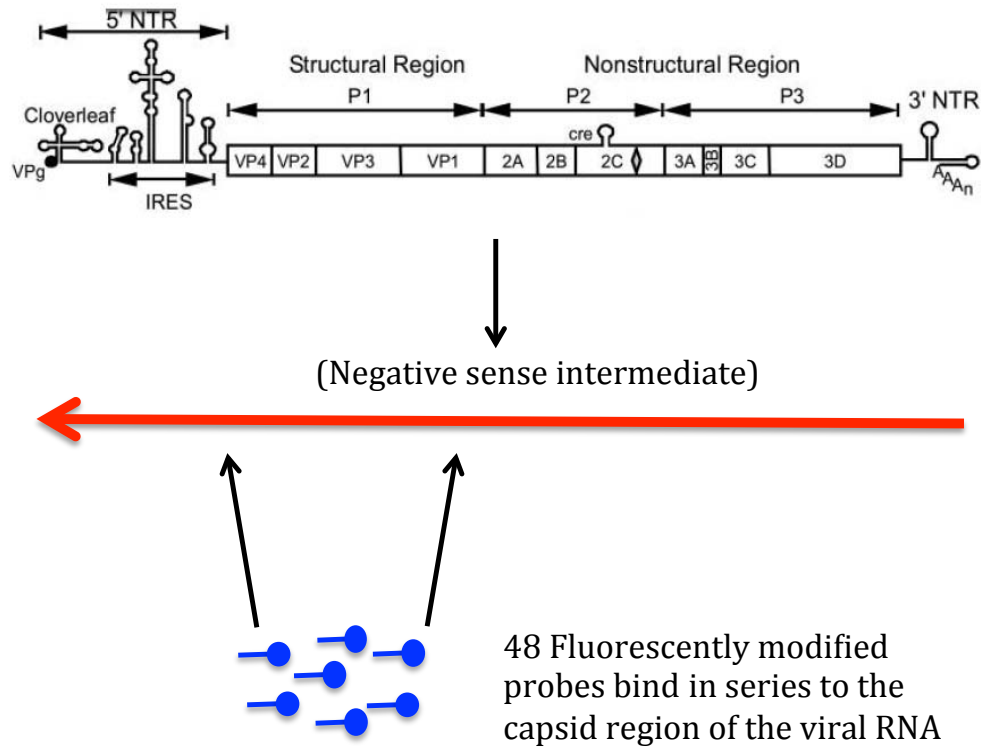 5' NTR
Structural Region
Nonstructural Region
P1
P2
P3
3' NTR
Cloverleaf
cre
VPg
VP4 VP2 VP3 VP1 2A 2B 2C 3A 3B 3C 3D
AAAn
IRES
(Negative sense intermediate)
48 Fluorescently modified
probes bind in series to the
capsid region of the viral RNA